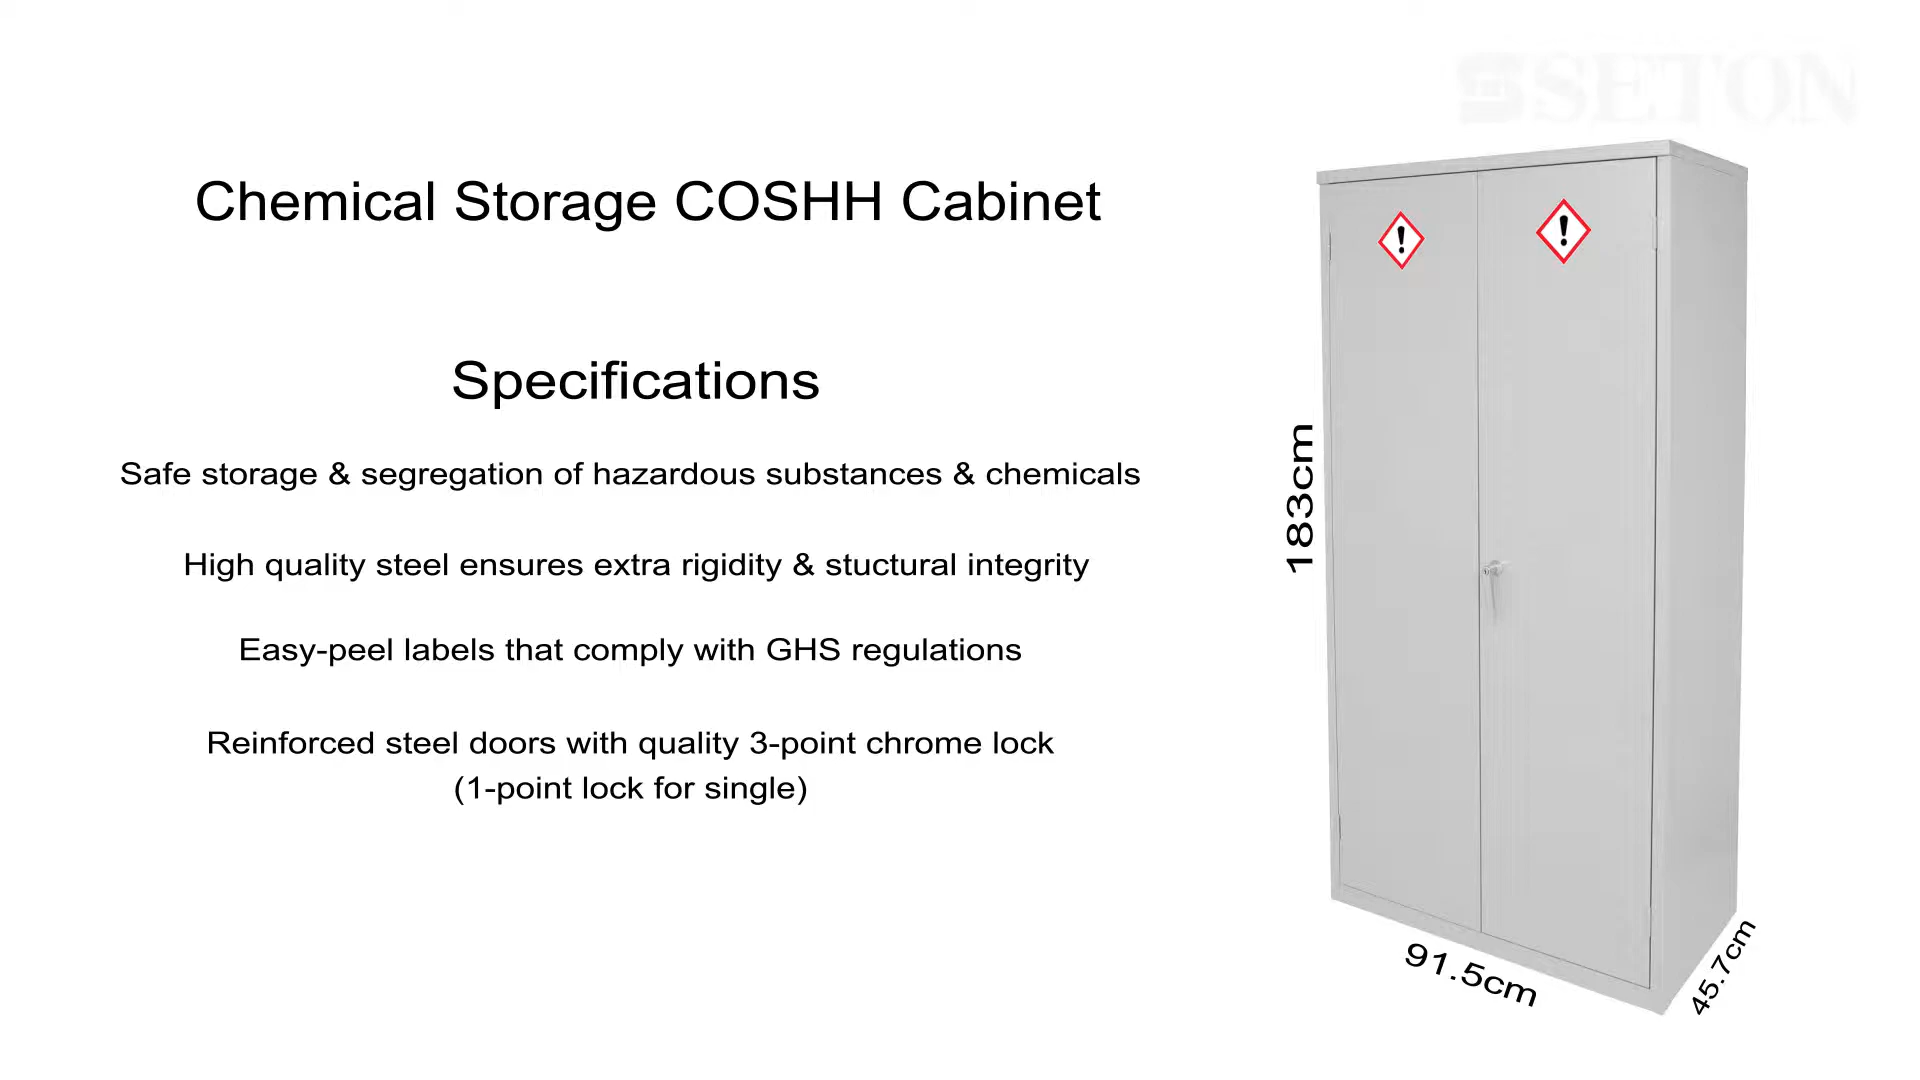 SETON
Chemical Storage COSHH Cabinet
Specifications
Safe storage & segregation of hazardous substances & chemicals
High quality steel ensures extra rigidity & stuctural integrity
Easy-peel labels that comply with GHS regulations
Reinforced steel doors with quality 3-point chrome lock
(1-point lock for single)
183cm
91.5cm
45.7cm